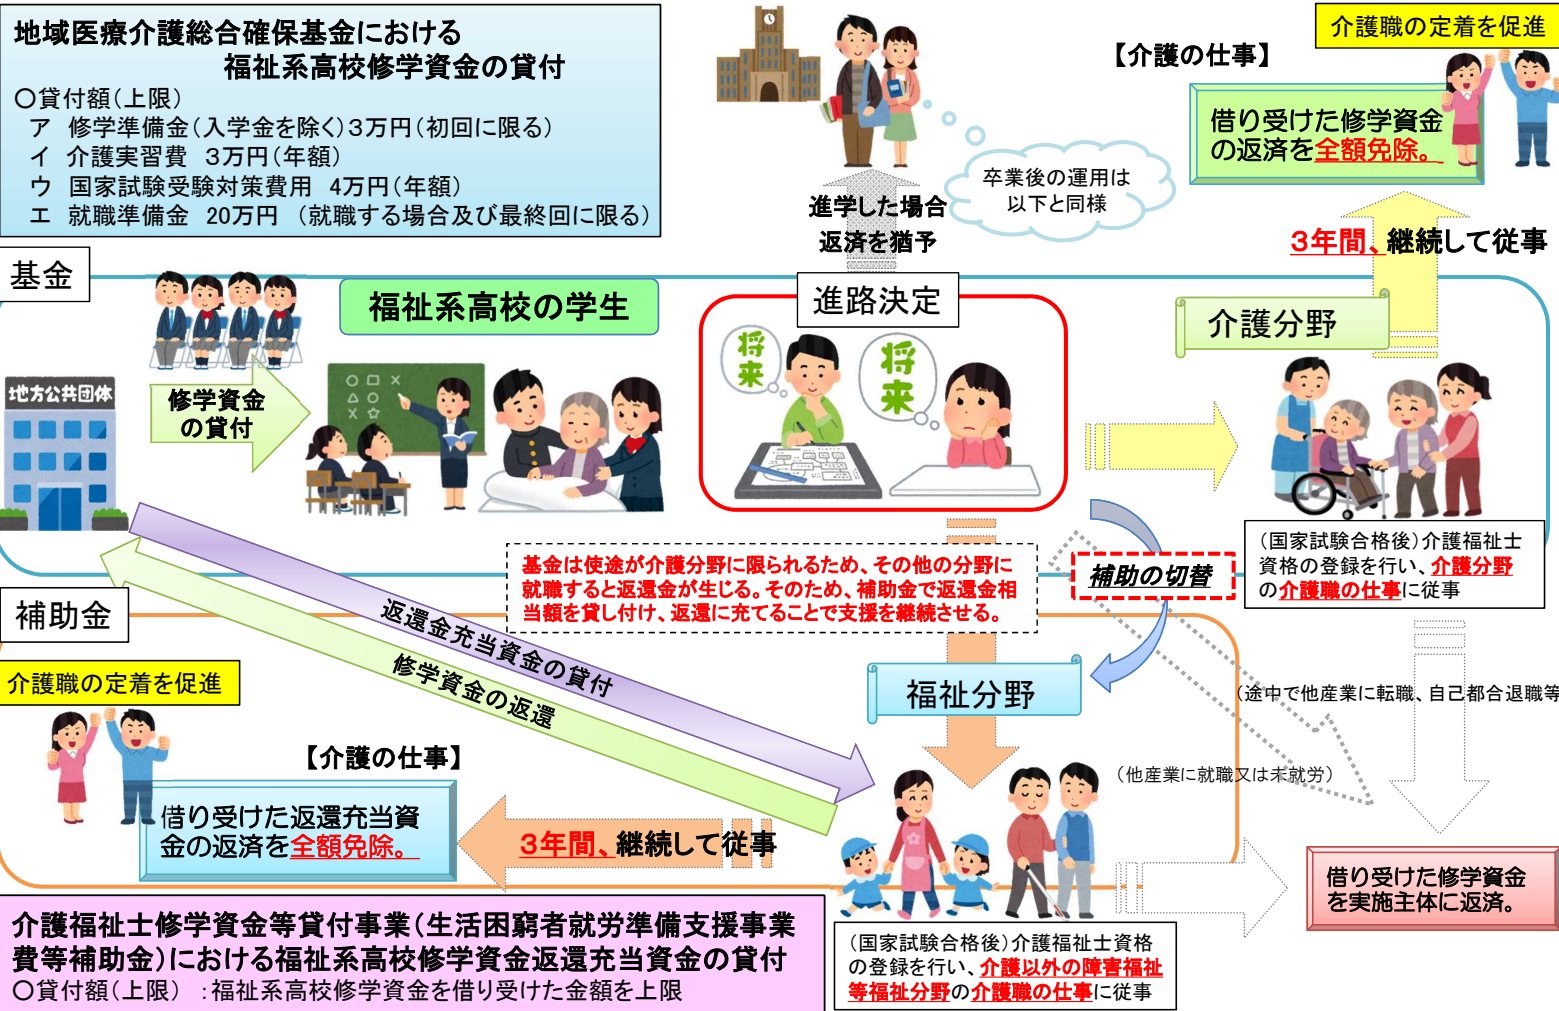 地域医療介護総合確保基金における
福祉系高校修学資金の貸付
○貸付額(上限)
ア 修学準備金(入学金を除く)3万円(初回に限る)
イ 介護実習費 3万円(年額)
ウ 国家試験受験対策費用 4万円(年額)
エ 就職準備金 20万円 (就職する場合及び最終回に限る)
【介護の仕事】
介護職の定着を促進
借り受けた修学資金
の返済を全額免除。
卒業後の運用は
以下と同様
進学した場合
返済を猶予
3年間、継続して従事
基金
福祉系高校の学生
進路決定
介護分野
将来
将来
地方公共団体
修学資金
の貸付
(国家試験合格後)介護福祉士
資格の登録を行い、介護分野
の介護職の仕事に従事
基金は使途が介護分野に限られるため、その他の分野に
就職すると返還金が生じる。そのため、補助金で返還金相
当額を貸し付け、返還に充てることで支援を継続させる。
補助の切替
補助金
返還金充当資金の貸付
修学資金の返還
福祉分野
(途中で他産業に転職、自己都合退職等
(他産業に就職又は未就労)
介護職の定着を促進
【介護の仕事】
借り受けた返還充当資
金の返済を全額免除。
3年間、継続して従事
借り受けた修学資金
を実施主体に返済。
(国家試験合格後)介護福祉士資格
の登録を行い、介護以外の障害福祉
等福祉分野の介護職の仕事に従事
介護福祉士修学資金等貸付事業(生活困窮者就労準備支援事業
費等補助金)における福祉系高校修学資金返還充当資金の貸付
○貸付額(上限) :福祉系高校修学資金を借り受けた金額を上限